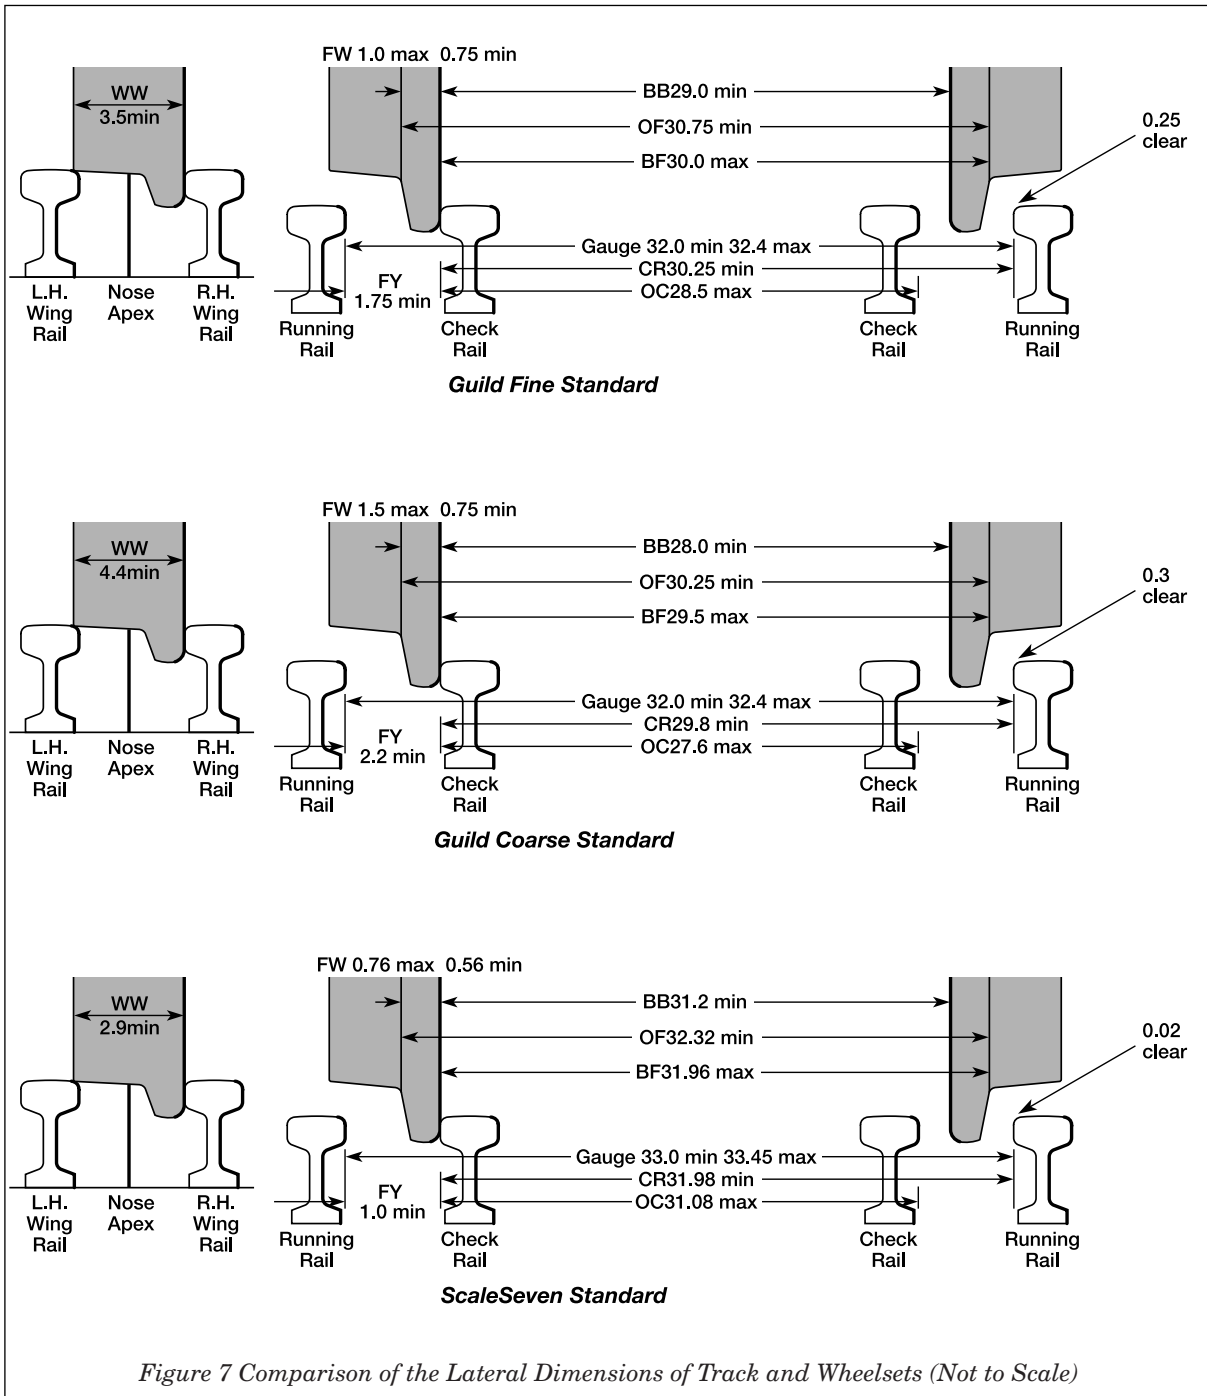 FW 1.0 max 0.75 min
WW
3.5min
BB29.0 min
OF30.75 min
BF30.0 max
0.25
clear
Gauge 32.0 min 32.4 max
CR30.25 min
OC28.5 max
FY
1.75 min
L.H.
Wing
Rail
Nose
Apex
R.H.
Wing
Rail
Running
Rail
Check
Rail
Check
Rail
Running
Rail
Guild Fine Standard
FW 1.5 max 0.75 min
WW
4.4min
BB28.0 min
OF30.25 min
BF29.5 max
0.3
clear
Gauge 32.0 min 32.4 max
CR29.8 min
OC27.6 max
FY
2.2 min
L.H.
Wing
Rail
Nose
Apex
R.H.
Wing
Rail
Running
Rail
Check
Rail
Check
Rail
Running
Rail
Guild Coarse Standard
FW 0.76 max 0.56 min
WW
2.9min
BB31.2 min
OF32.32 min
BF31.96 max
0.02
clear
Gauge 33.0 min 33.45 max
CR31.98 min
OC31.08 max
FY
1.0 min
L.H.
Wing
Rail
Nose
Apex
R.H.
Wing
Rail
Running
Rail
Check
Rail
Check
Rail
Running
Rail
ScaleSeven Standard
Figure 7 Comparison of the Lateral Dimensions of Track and Wheelsets (Not to Scale)